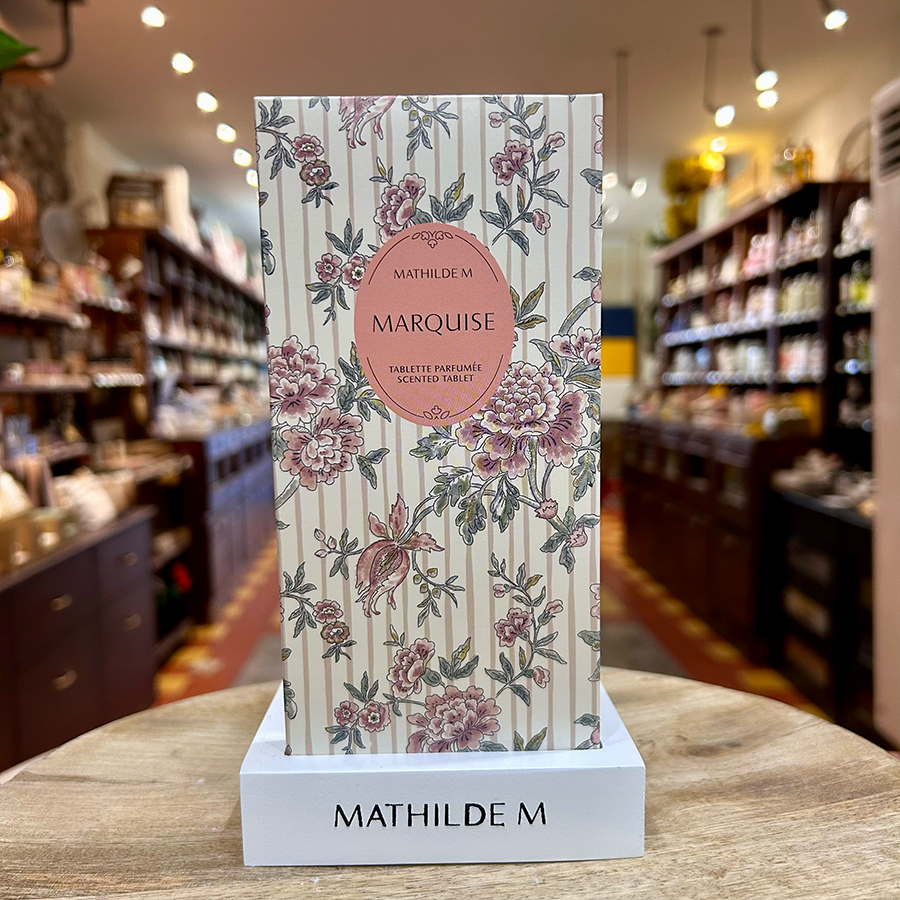 MATHILDE M
MARQUISE
TABLETTE PARFUMÉE
SCENTED TABLET
MATHILDE M